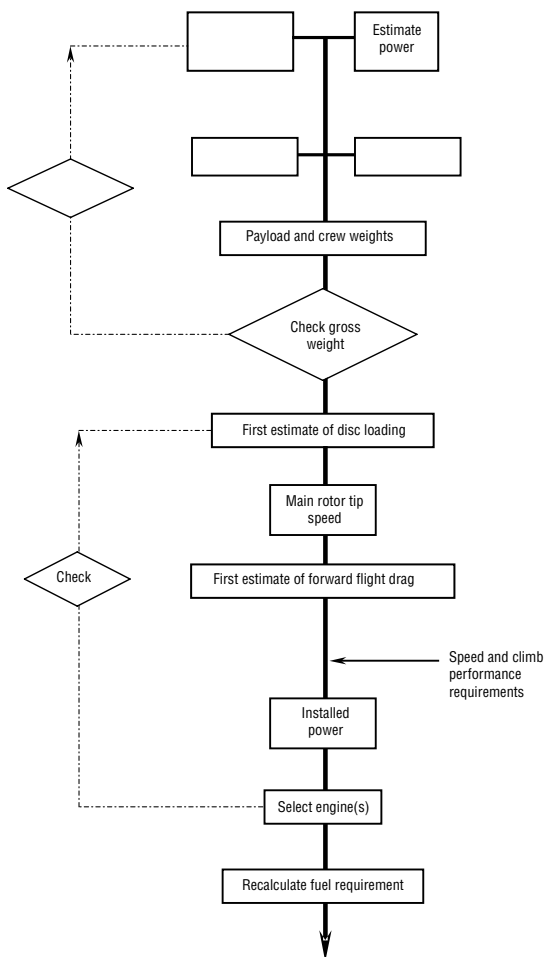 Estimate
power
Payload and crew weights
Check gross
weight
First estimate of disc loading
Main rotor tip
speed
Check
First estimate of forward flight drag
Speed and climb
performance
requirements
Installed
power
Select engine(s)
Recalculate fuel requirement